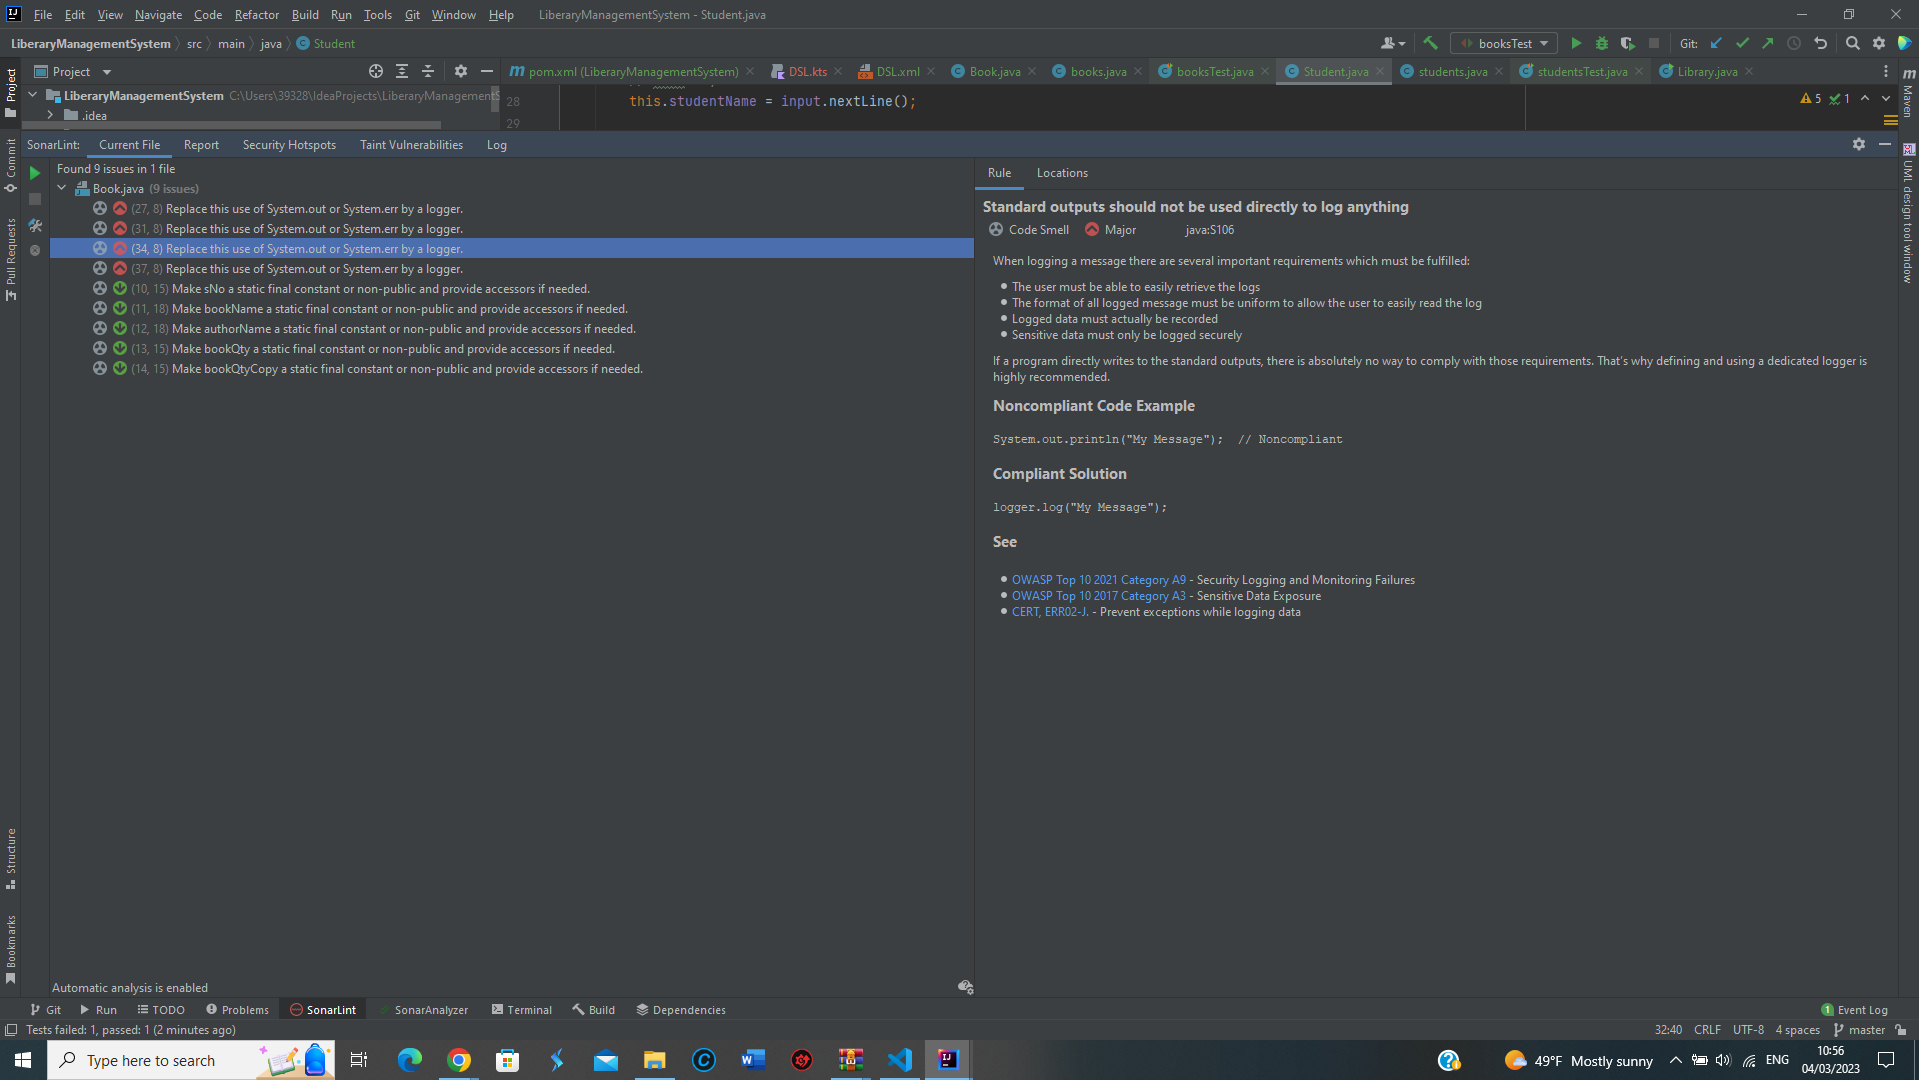 File Edit View Navigate Code Refactor Build Run Tools Git Window Help LiberaryManagementSystem - Student.java
LiberaryManagementSystem src main java Student booksTest Git:
Project pom.xml (LiberaryManagementSystem) DSL.kts DSL.xml Book.java books.java booksTest.java Student.java students.java studentsTest.java Library.java
LiberaryManagementSystem C:\Users\39328\IdeaProjects\LiberaryManagementS
.idea
28 this.studentName = input.nextLine();
29
5 1
SonarLint: Current File Report Security Hotspots Taint Vulnerabilities Log
Found 9 issues in 1 file
Book.java (9 issues)
(27, 8) Replace this use of System.out or System.err by a logger.
(31, 8) Replace this use of System.out or System.err by a logger.
(34, 8) Replace this use of System.out or System.err by a logger.
(37, 8) Replace this use of System.out or System.err by a logger.
(10, 15) Make sNo a static final constant or non-public and provide accessors if needed.
(11, 18) Make bookName a static final constant or non-public and provide accessors if needed.
(12, 18) Make authorName a static final constant or non-public and provide accessors if needed.
(13, 15) Make bookQty a static final constant or non-public and provide accessors if needed.
(14, 15) Make bookQtyCopy a static final constant or non-public and provide accessors if needed.
Automatic analysis is enabled
Rule Locations
Standard outputs should not be used directly to log anything
Code Smell Major java:S106
When logging a message there are several important requirements which must be fulfilled:
The user must be able to easily retrieve the logs
The format of all logged message must be uniform to allow the user to easily read the log
Logged data must actually be recorded
Sensitive data must only be logged securely
If a program directly writes to the standard outputs, there is absolutely no way to comply with those requirements. That's why defining and using a dedicated logger is
highly recommended.
Noncompliant Code Example
System.out.println("My Message");  // Noncompliant
Compliant Solution
logger.log("My Message");
See
OWASP Top 10 2021 Category A9 - Security Logging and Monitoring Failures
OWASP Top 10 2017 Category A3 - Sensitive Data Exposure
CERT, ERR02-J. - Prevent exceptions while logging data
Project
Commit
Pull Requests
Structure
Bookmarks
Maven
UML design tool window
Git Run TODO Problems SonarLint SonarAnalyzer Terminal Build Dependencies 1 Event Log
Tests failed: 1, passed: 1 (2 minutes ago) 32:40 CRLF UTF-8 4 spaces master
Type here to search 49°F Mostly sunny ENG 10:56
04/03/2023